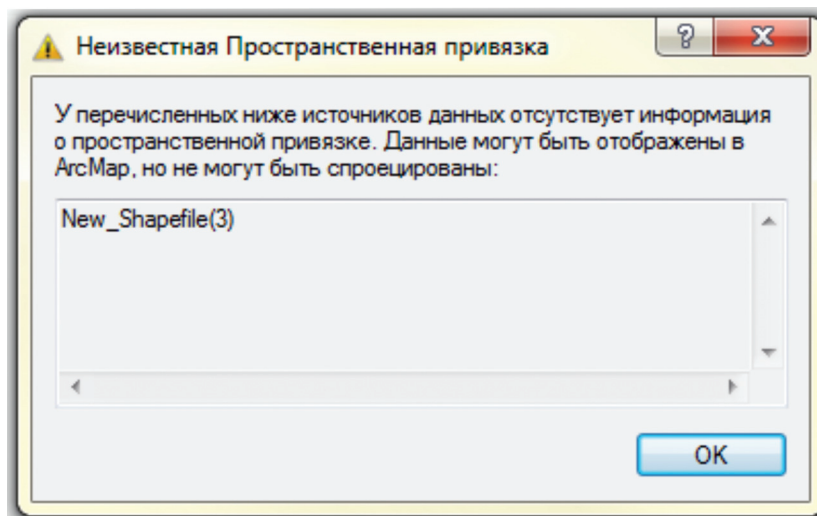 Неизвестная Пространственная привязка
У перечисленных ниже источников данных отсутствует информация
о пространственной привязке. Данные могут быть отображены в
ArcMap, но не могут быть спроецированы:
New_Shapefile(3)
OK